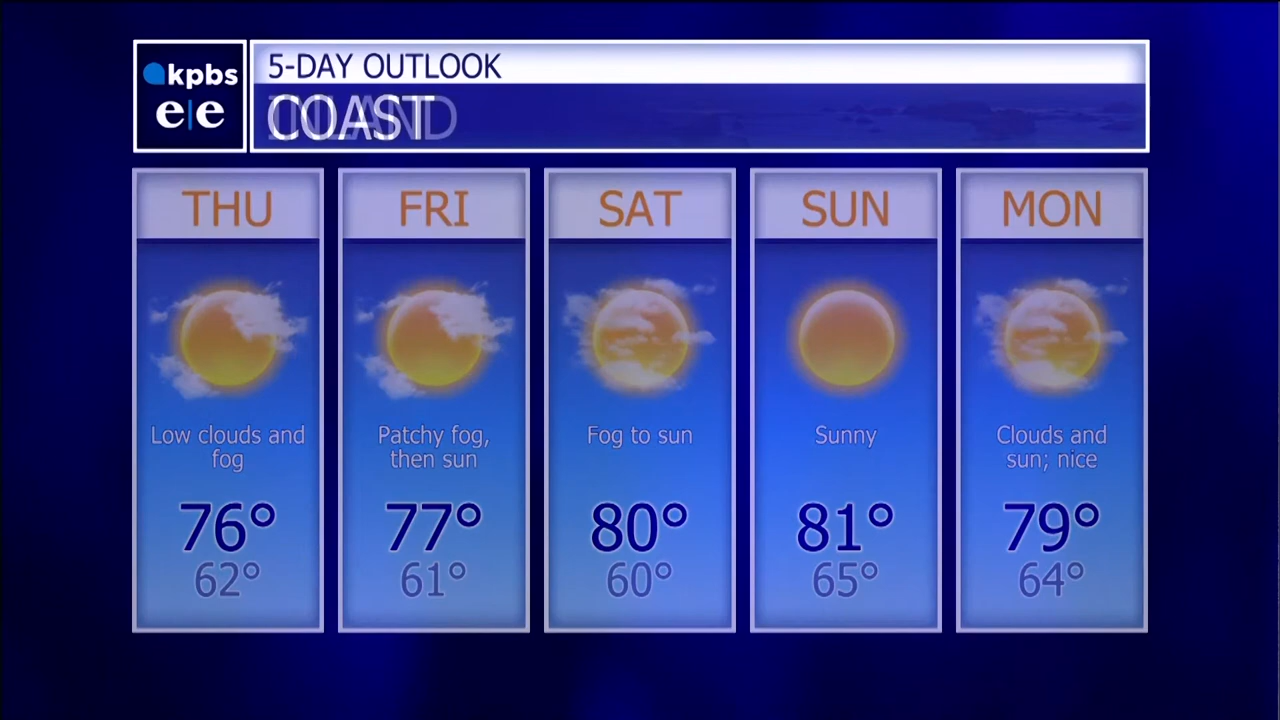 kpbs
e|e
5-DAY OUTLOOK
COAST
INLAND
THU
FRI
SAT
SUN
MON
Low clouds and
fog
Patchy fog,
then sun
Fog to sun
Sunny
Clouds and
sun; nice
76° 77° 80° 81° 79°
62° 61° 60° 65° 64°